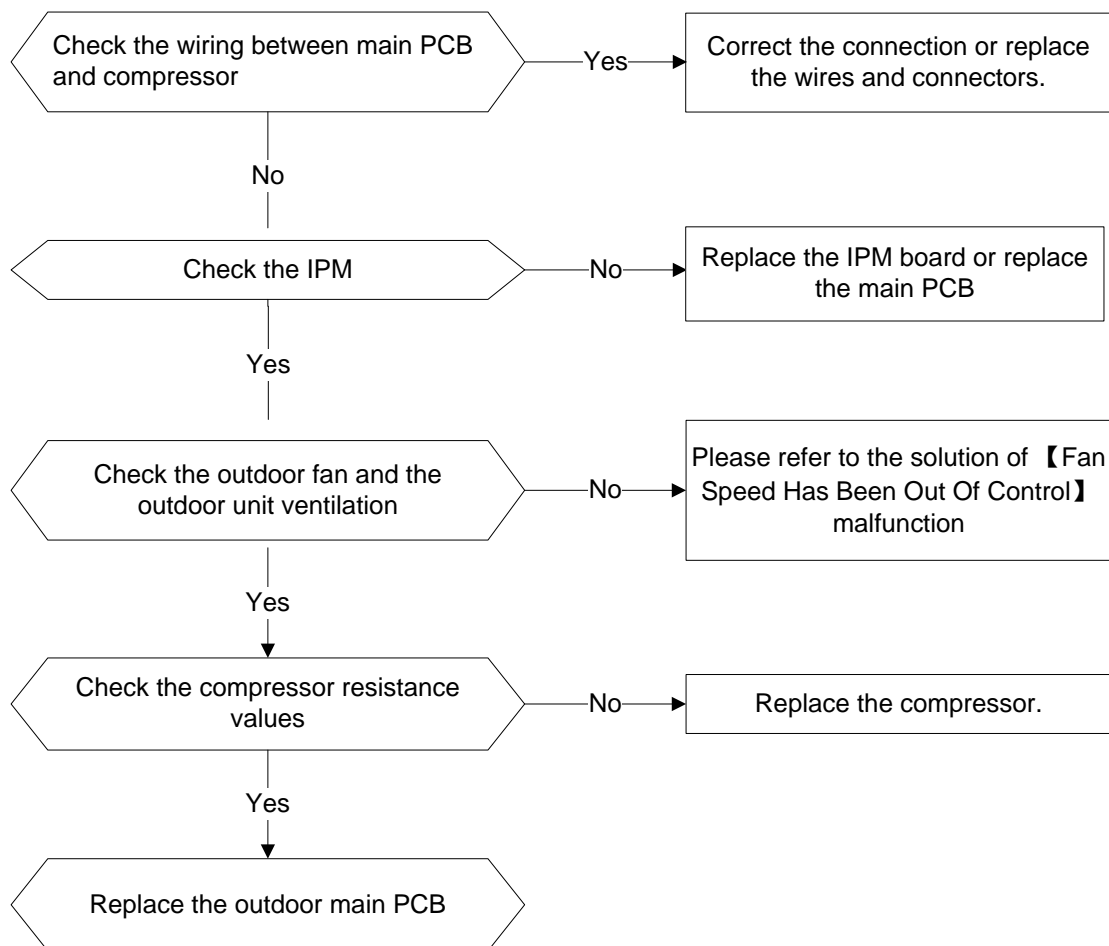 Check the wiring between main PCB
and compressor
Yes
Correct the connection or replace
the wires and connectors.
No
Check the IPM
No
Replace the IPM board or replace
the main PCB
Yes
Check the outdoor fan and the
outdoor unit ventilation
No
Please refer to the solution of 【Fan
Speed Has Been Out Of Control】
malfunction
Yes
Check the compressor resistance
values
No
Replace the compressor.
Yes
Replace the outdoor main PCB